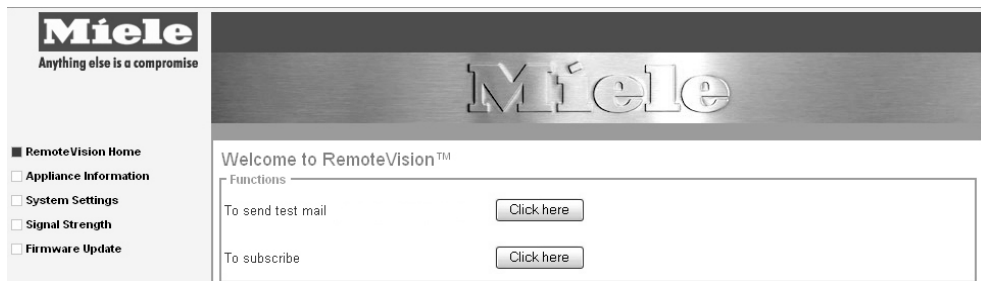 Miele
Anything else is a compromise
Miele
RemoteVision Home
Appliance Information
System Settings
Signal Strength
Firmware Update
Welcome to RemoteVision™
Functions
To send test mail
Click here
To subscribe
Click here